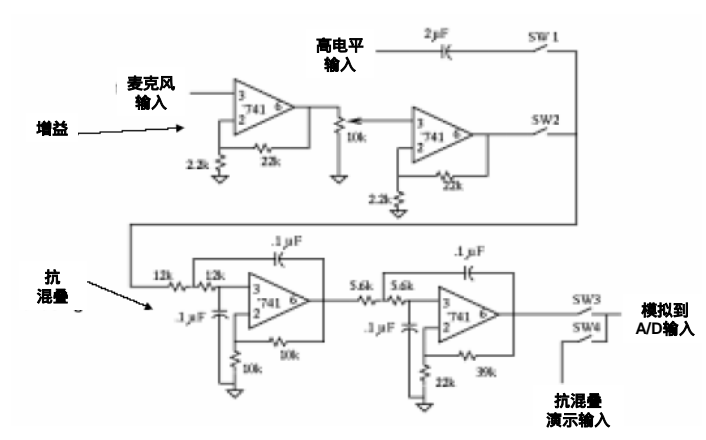 高电平
输入
2µF
SW 1
麦克风
输入
增益
3
'741
6
2
10k
3
'741
6
2
SW2
2.2k
22k
2.2k
22k
.1µF
.1µF
抗
混叠
12k
12k
3
'741
6
2
5.6k
5.6k
3
'741
6
2
SW3
模拟到
A/D输入
SW4
.1µF
.1µF
10k
10k
39k
22k
抗混叠
演示输入